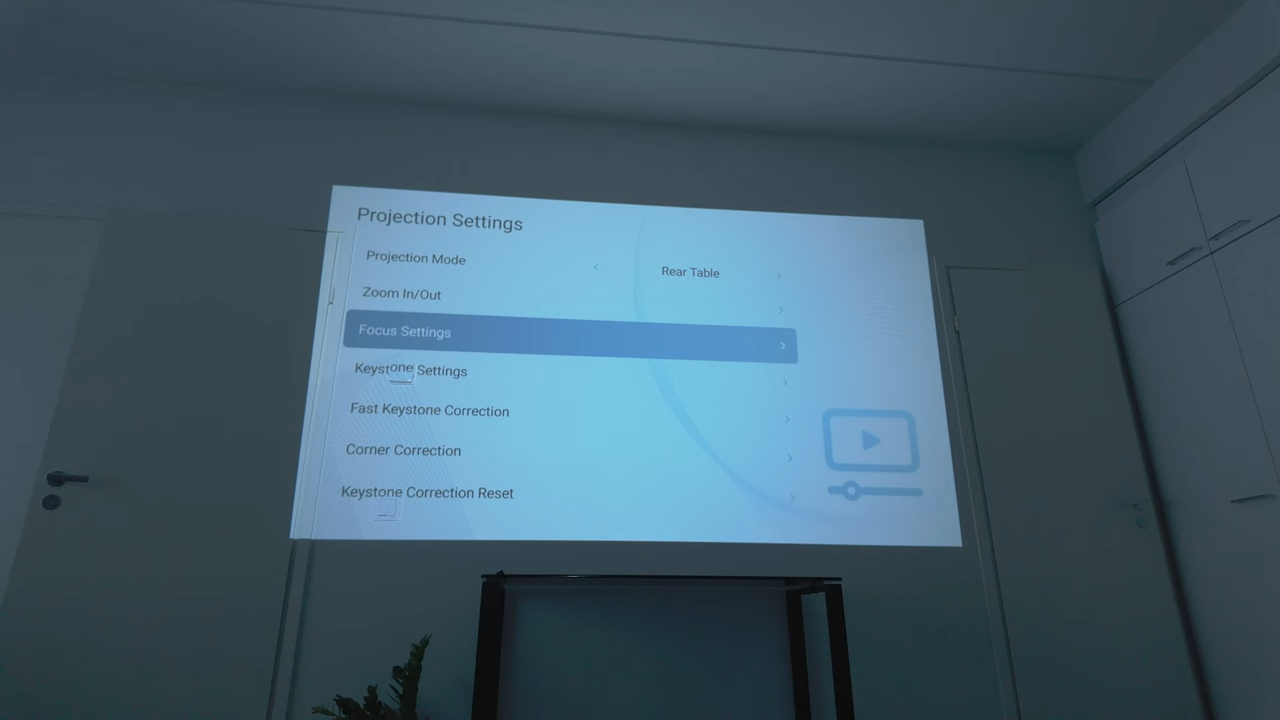 Projection Settings
Projection Mode
Rear Table
Zoom In/Out
Focus Settings
Keystone Settings
Fast Keystone Correction
Corner Correction
Keystone Correction Reset